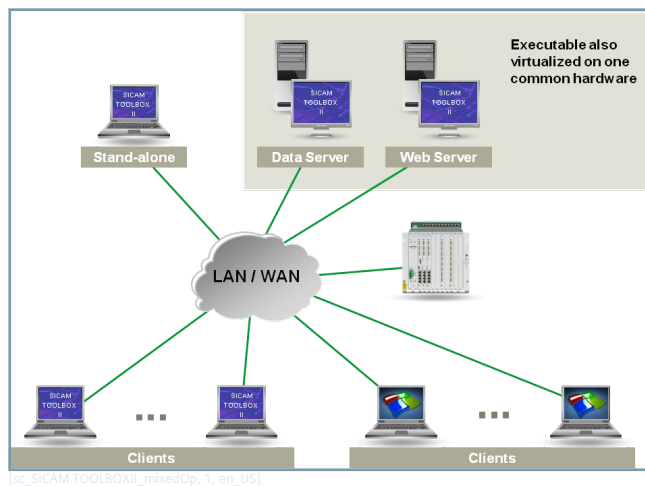 Executable also
virtualized on one
common hardware
SICAM
TOOLBOX
II
SICAM
TOOLBOX
II
SICAM
TOOLBOX
II
Stand-alone
Data Server
Web Server
LAN / WAN
SICAM
TOOLBOX
II
SICAM
TOOLBOX
II
Clients
Clients
[sc_SICAM TOOLBOXII_mixedOp, 1, en_US]